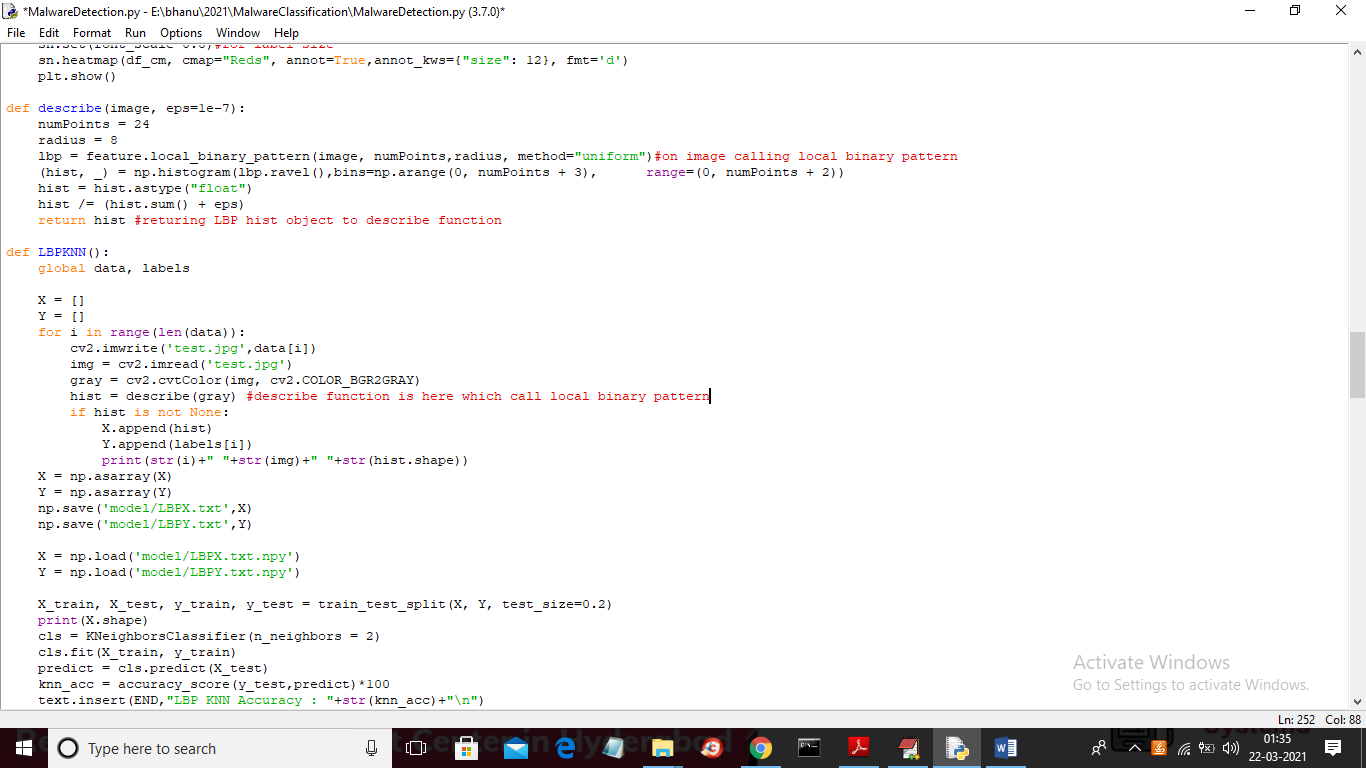 *MalwareDetection.py - E:\bhanu\2021\MalwareClassification\MalwareDetection.py (3.7.0)*
File Edit Format Run Options Window Help
sn.heatmap(df_cm, cmap="Reds", annot=True,annot_kws={"size": 12}, fmt='d')
plt.show()
def describe(image, eps=1e-7):
numPoints = 24
radius = 8
lbp = feature.local_binary_pattern(image, numPoints,radius, method="uniform")#on image calling local binary pattern
(hist, _) = np.histogram(lbp.ravel(),bins=np.arange(0, numPoints + 3), range=(0, numPoints + 2))
hist = hist.astype("float")
hist /= (hist.sum() + eps)
return hist #returing LBP hist object to describe function
def LBPKNN():
global data, labels
X = []
Y = []
for i in range(len(data)):
cv2.imwrite('test.jpg',data[i])
img = cv2.imread('test.jpg')
gray = cv2.cvtColor(img, cv2.COLOR_BGR2GRAY)
hist = describe(gray) #describe function is here which call local binary pattern
if hist is not None:
X.append(hist)
Y.append(labels[i])
print(str(i)+" "+str(img)+" "+str(hist.shape))
X = np.asarray(X)
Y = np.asarray(Y)
np.save('model/LBPX.txt',X)
np.save('model/LBPY.txt',Y)
X = np.load('model/LBPX.txt.npy')
Y = np.load('model/LBPY.txt.npy')
X_train, X_test, y_train, y_test = train_test_split(X, Y, test_size=0.2)
print(X.shape)
cls = KNeighborsClassifier(n_neighbors = 2)
cls.fit(X_train, y_train)
predict = cls.predict(X_test)
knn_acc = accuracy_score(y_test,predict)*100
text.insert(END,"LBP KNN Accuracy : "+str(knn_acc)+"\n")
Activate Windows
Go to Settings to activate Windows.
Ln: 252 Col: 88
Type here to search
01:35
22-03-2021